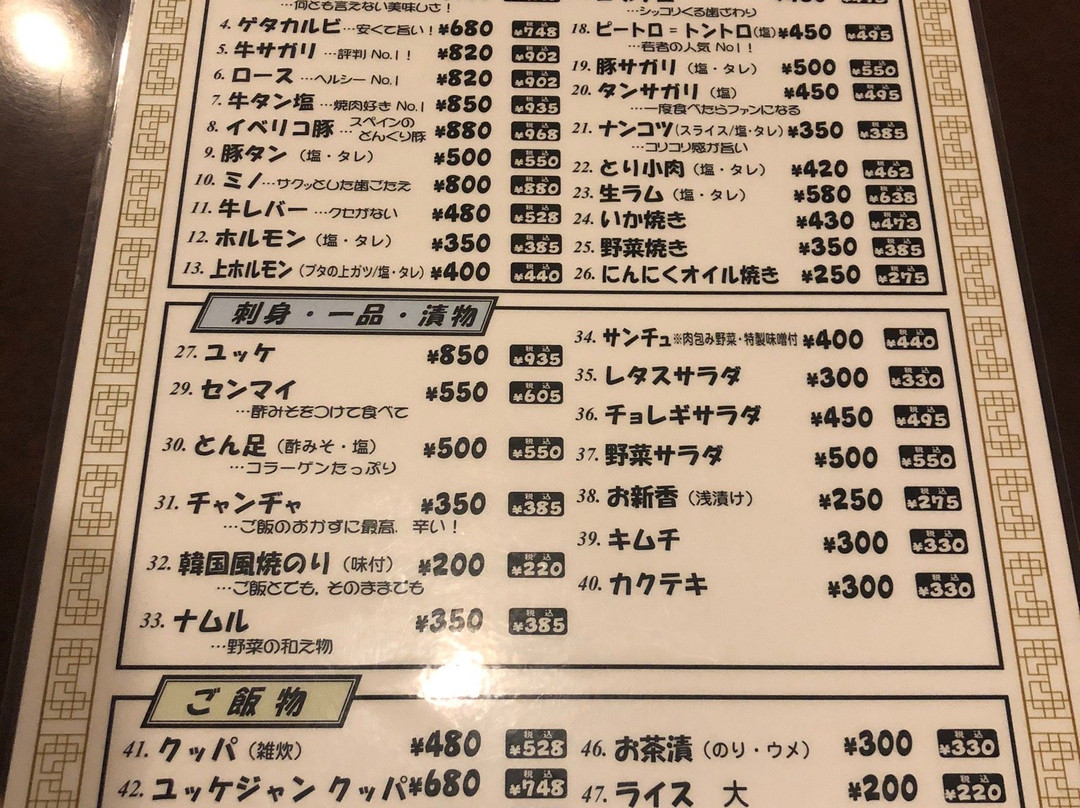 …何とも言えない美味しさ!
4. ゲタカルビ…安くて旨い! ¥680 税込¥748
5. 牛サガリ…評判No.1! ¥820 税込¥902
6. ロース…ヘルシーNo.1 ¥820 税込¥902
7. 牛タン塩…焼肉好きNo.1 ¥850 税込¥935
8. イベリコ豚…スペインのどんぐり豚 ¥880 税込¥968
9. 豚タン(塩・タレ) ¥500 税込¥550
10. ミノ…サクッとした歯ごたえ ¥800 税込¥880
11. 牛レバー…クセがない ¥480 税込¥528
12. ホルモン(塩・タレ) ¥350 税込¥385
13. 上ホルモン(ブタの上ガツ/塩・タレ) ¥400 税込¥440
…シッコリくる歯ざわり
18. ピートロ=トントロ(塩) ¥450 税込¥495
…若者の人気No1!
19. 豚サガリ(塩・タレ) ¥500 税込¥550
20. タンサガリ(塩) ¥450 税込¥495
…一度食べたらファンになる
21. ナンコツ(スライス/塩・タレ) ¥350 税込¥385
…コリコリ感が旨い
22. とり小肉(塩・タレ) ¥420 税込¥462
23. 生ラム(塩・タレ) ¥580 税込¥638
24. いか焼き ¥430 税込¥473
25. 野菜焼き ¥350 税込¥385
26. にんにくオイル焼き ¥250 税込¥275
刺身・一品・漬物
27. ユッケ ¥850 税込¥935
29. センマイ ¥550 税込¥605
…酢みそをつけて食べて
30. とん足(酢みそ・塩) ¥500 税込¥550
…コラーゲンたっぷり
31. チャンヂャ ¥350 税込¥385
…ご飯のおかずに最高、辛い!
32. 韓国風焼のり(味付) ¥200 税込¥220
…ご飯とても、そのままでも
33. ナムル ¥350 税込¥385
…野菜の和え物
34. サンチュ※肉包み野菜・特製味噌付 ¥400 税込¥440
35. レタスサラダ ¥300 税込¥330
36. チョレギサラダ ¥450 税込¥495
37. 野菜サラダ ¥500 税込¥550
38. お新香(浅漬け) ¥250 税込¥275
39. キムチ ¥300 税込¥330
40. カクテキ ¥300 税込¥330
ご飯物
41. クッパ(雑炊) ¥480 税込¥528
42. ユッケジャン クッパ ¥680 税込¥748
46. お茶漬(のり・ウメ) ¥300 税込¥330
47. ライス 大 ¥200 税込¥220